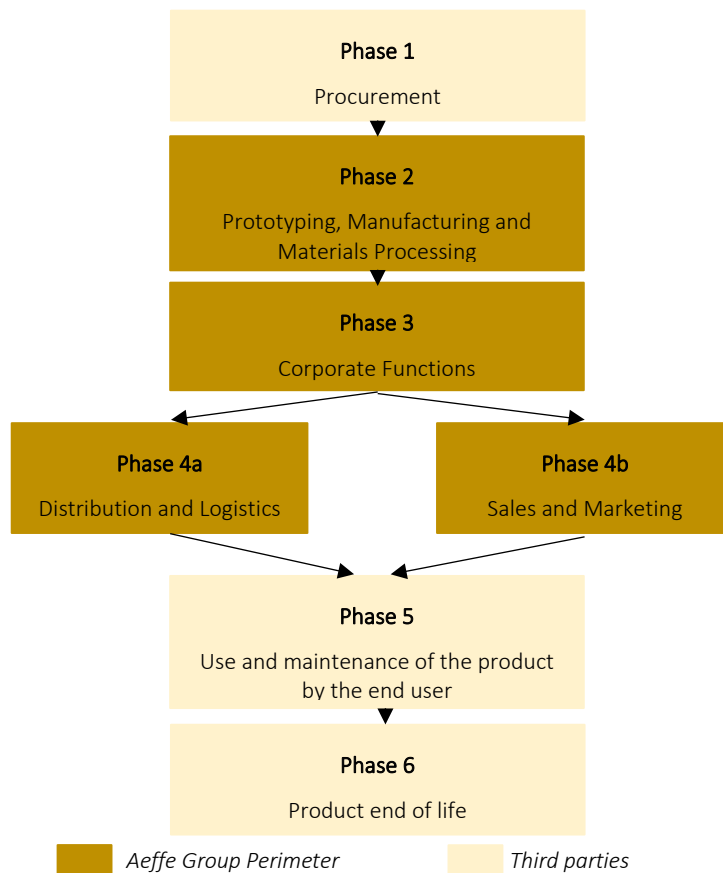 Phase 1
Procurement
Phase 2
Prototyping, Manufacturing and
Materials Processing
Phase 3
Corporate Functions
Phase 4a
Distribution and Logistics
Phase 4b
Sales and Marketing
Phase 5
Use and maintenance of the product
by the end user
Phase 6
Product end of life
Aeffe Group Perimeter
Third parties